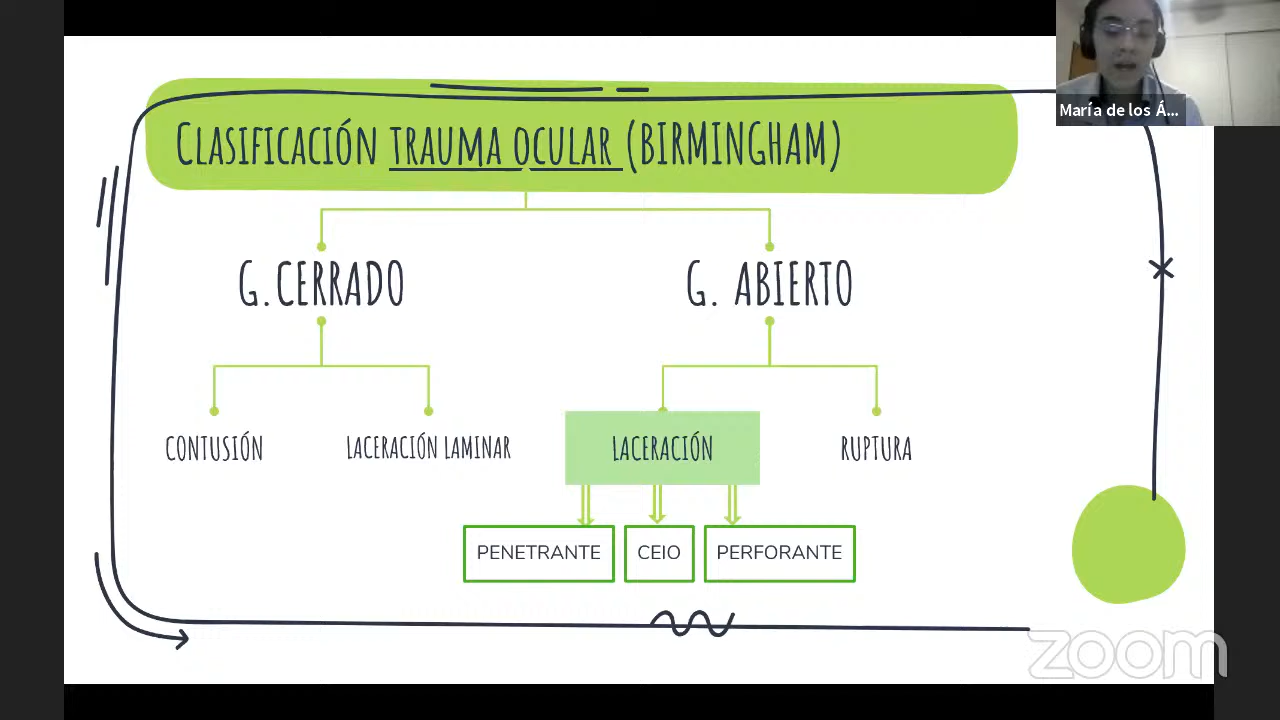 María de los Á...
Clasificación trauma ocular (BIRMINGHAM)
G. CERRADO
G. ABIERTO
CONTUSIÓN
LACERACIÓN LAMINAR
LACERACIÓN
RUPTURA
PENETRANTE
CEIO
PERFORANTE
zoom